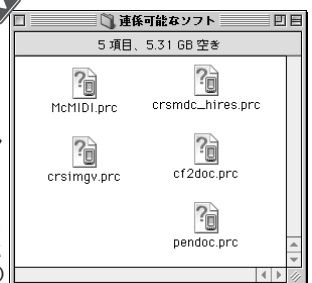 連係可能なソフト
5 項目、5.31 GB 空き
McMIDI.prc
crsmdc_hires.prc
crsimgv.prc
cf2doc.prc
pendoc.prc